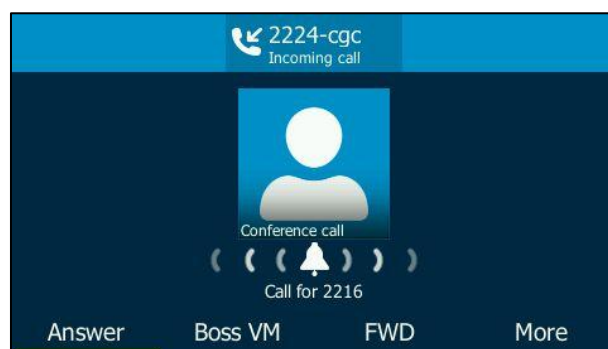 2224-cgc
Incoming call
Conference call
Call for 2216
Answer Boss VM FWD More